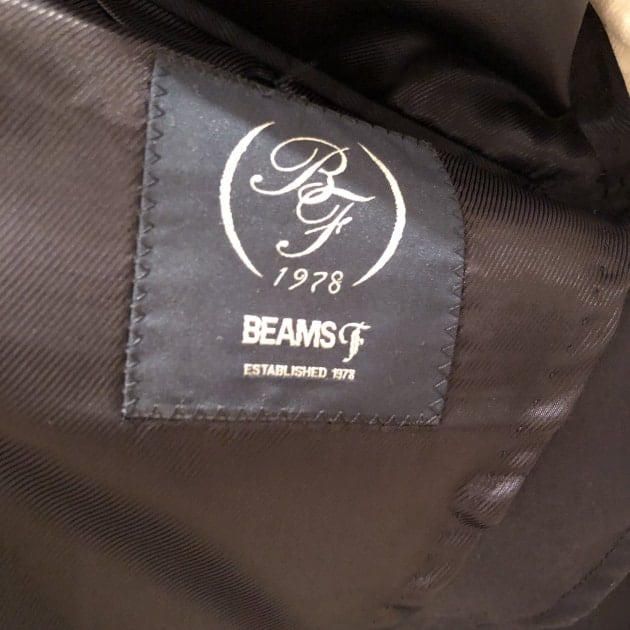 BF
1978
BEAMS F
ESTABLISHED 1978